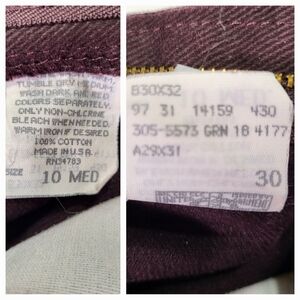 TUMBLE DRY MEDIUM.
WASH DARK AND RED
COLORS SEPARATELY.
ONLY NON-CHLORINE
BLEACH WHEN NEEDED.
WARM IRON IF DESIRED
100% COTTON
MADE IN U.S.A.
RN54783
SIZE
10 MED
B30X32
97 31 14159 430
305-5573 GRN 18 4177
A29X31
30